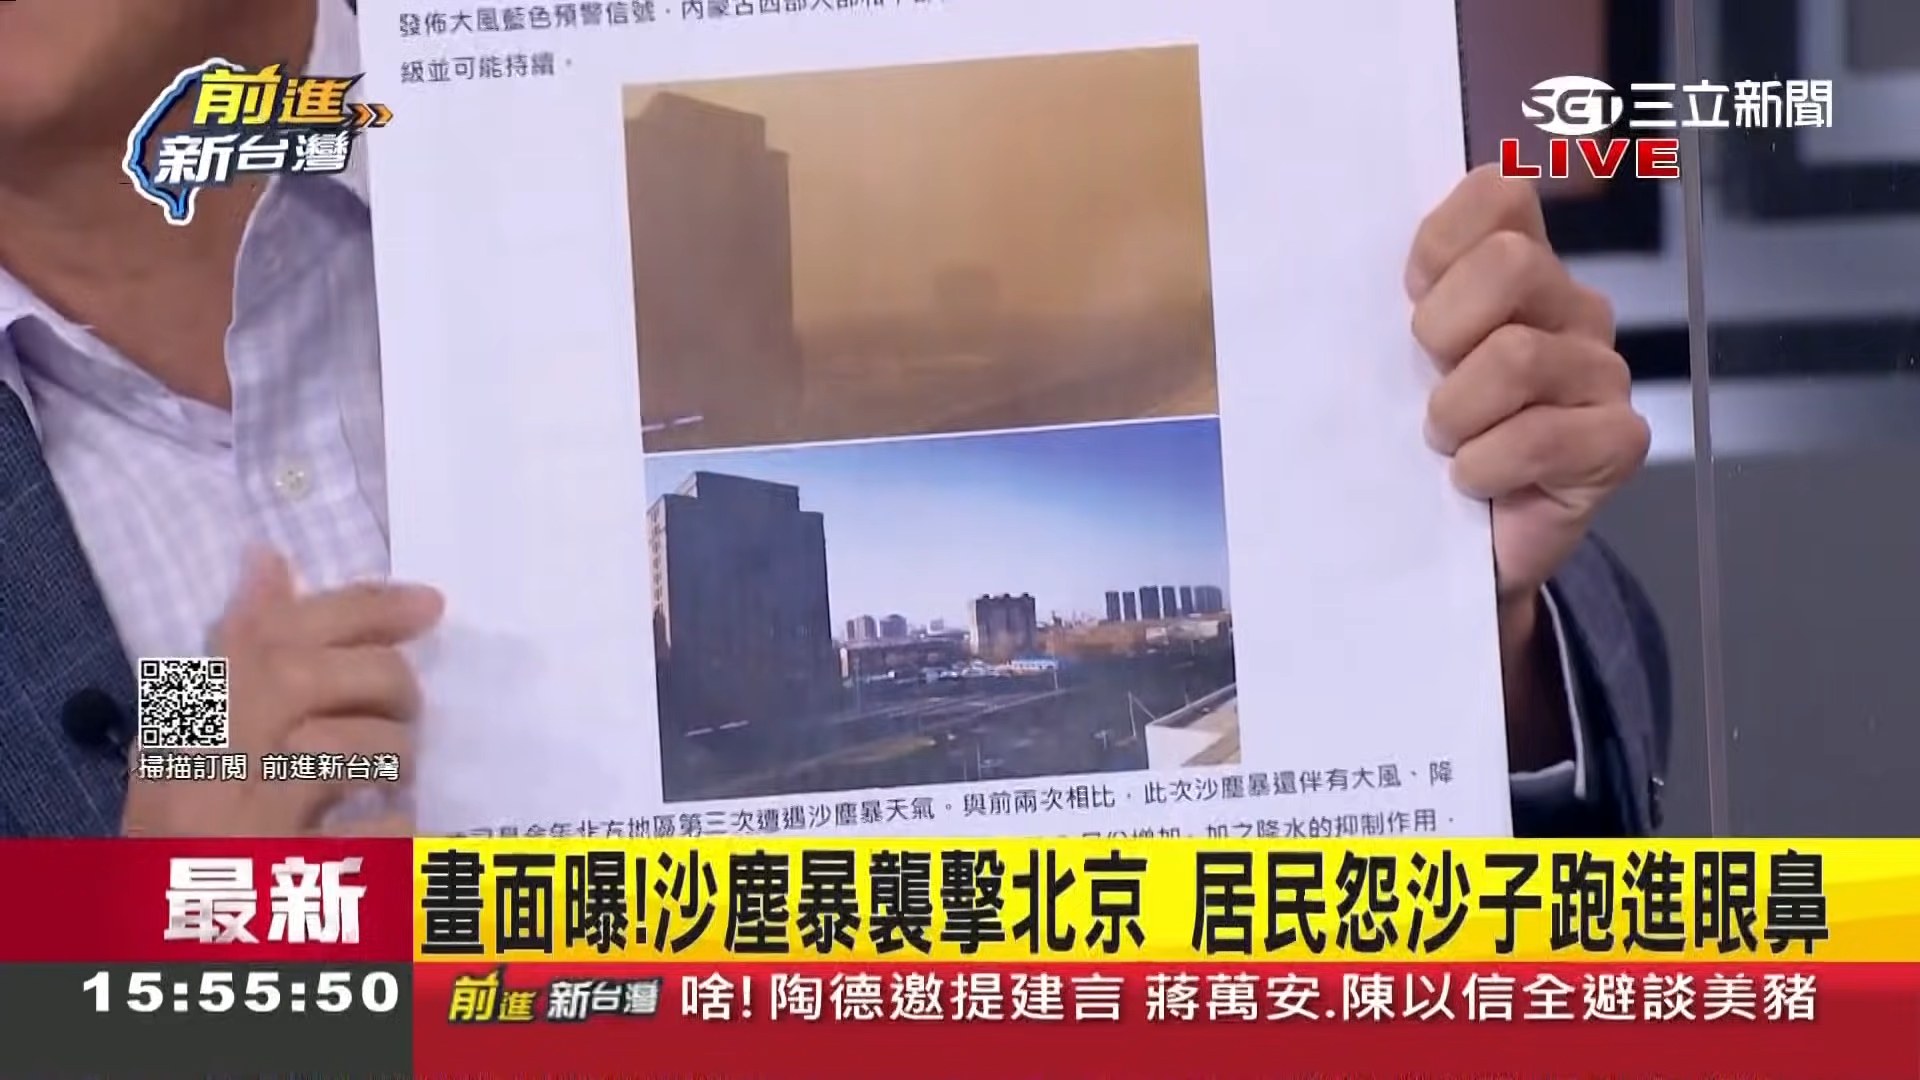 發佈大風藍色預警信號，內蒙古西部大部和
級並可能持續。
前進
新台灣
SET三立新聞
LIVE
掃描訂閱 前進新台灣
今年北方地區第三次遭遇沙塵暴天氣。與前兩次相比，此次沙塵暴還伴有大風、降
增加，加之降水的抑制作用，
最新
畫面曝!沙塵暴襲擊北京 居民怨沙子跑進眼鼻
15:55:50
前進 新台灣 啥!陶德邀提建言 蔣萬安.陳以信全避談美豬